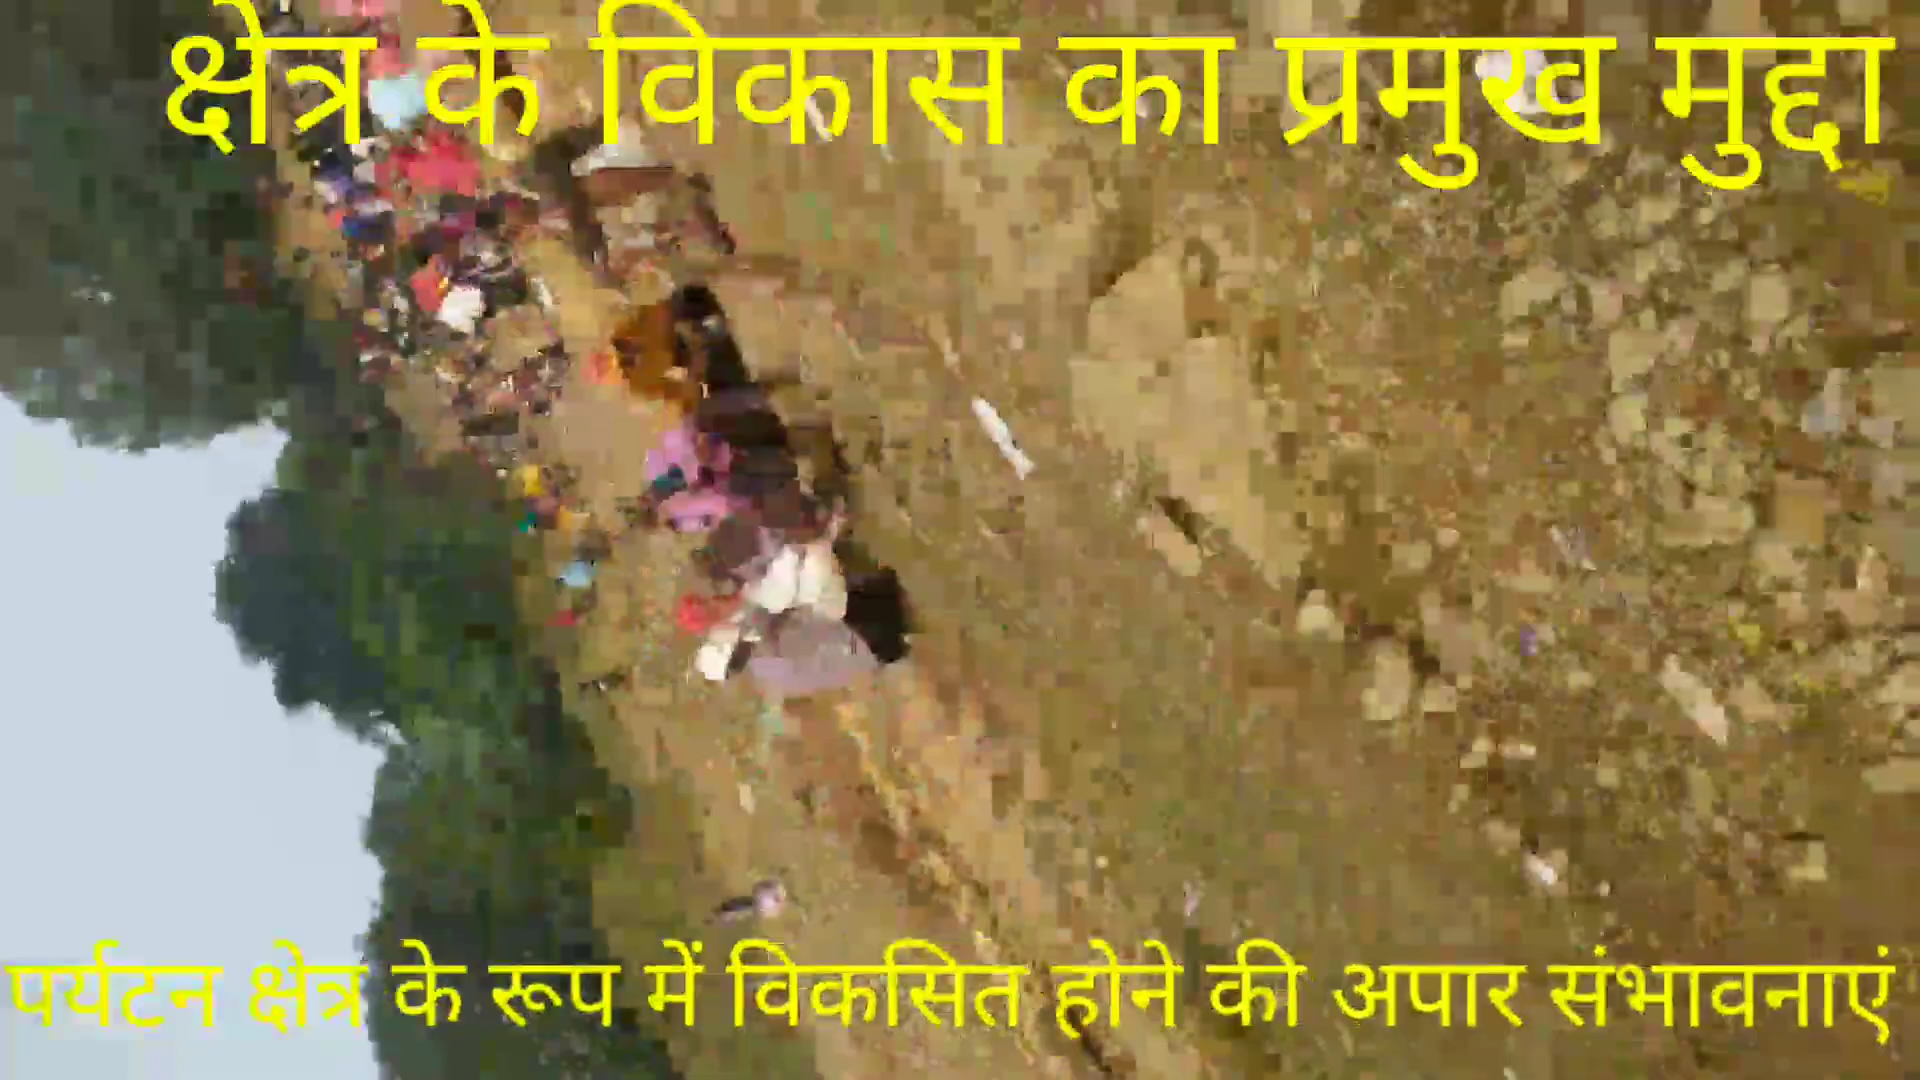 क्षेत्र के विकास का प्रमुख मुद्दा
पर्यटन क्षेत्र के रूप में विकसित होने की अपार संभावनाएं